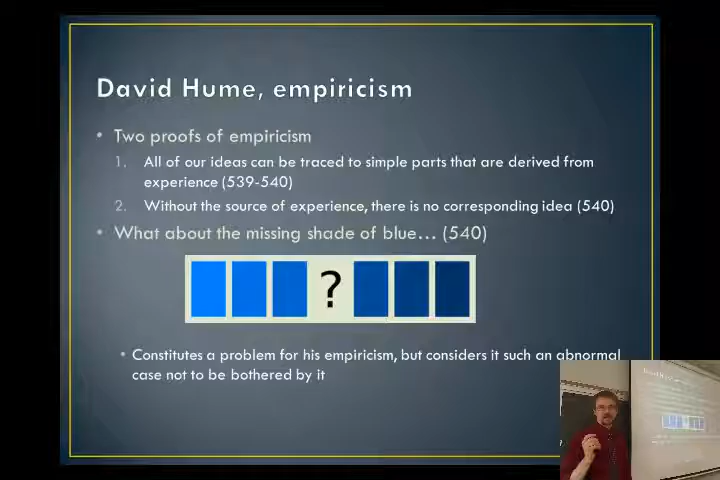 David Hume, empiricism
• Two proofs of empiricism
1. All of our ideas can be traced to simple parts that are derived from
experience (539-540)
2. Without the source of experience, there is no corresponding idea (540)
• What about the missing shade of blue... (540)
?
• Constitutes a problem for his empiricism, but considers it such an abnormal
case not to be bothered by it